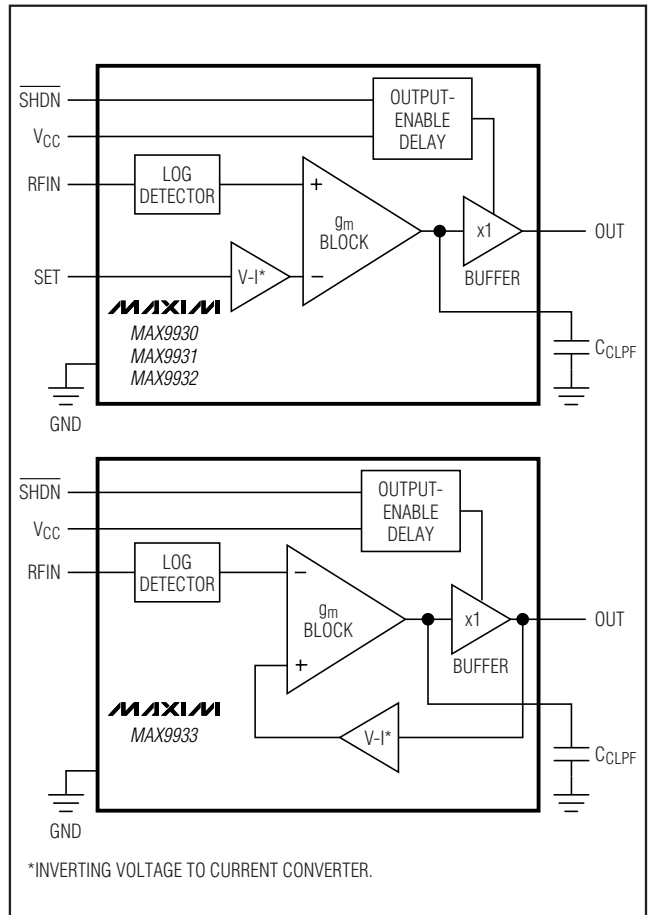 SHDN
OUTPUT-
ENABLE
DELAY
VCC
RFIN
LOG
DETECTOR
+
gm
BLOCK
x1
OUT
BUFFER
SET
V-I*
−
MAXIM
MAX9930
MAX9931
MAX9932
CCLPF
GND
SHDN
OUTPUT-
ENABLE
DELAY
VCC
RFIN
LOG
DETECTOR
−
gm
BLOCK
x1
OUT
BUFFER
+
MAXIM
MAX9933
V-I*
CCLPF
GND
*INVERTING VOLTAGE TO CURRENT CONVERTER.